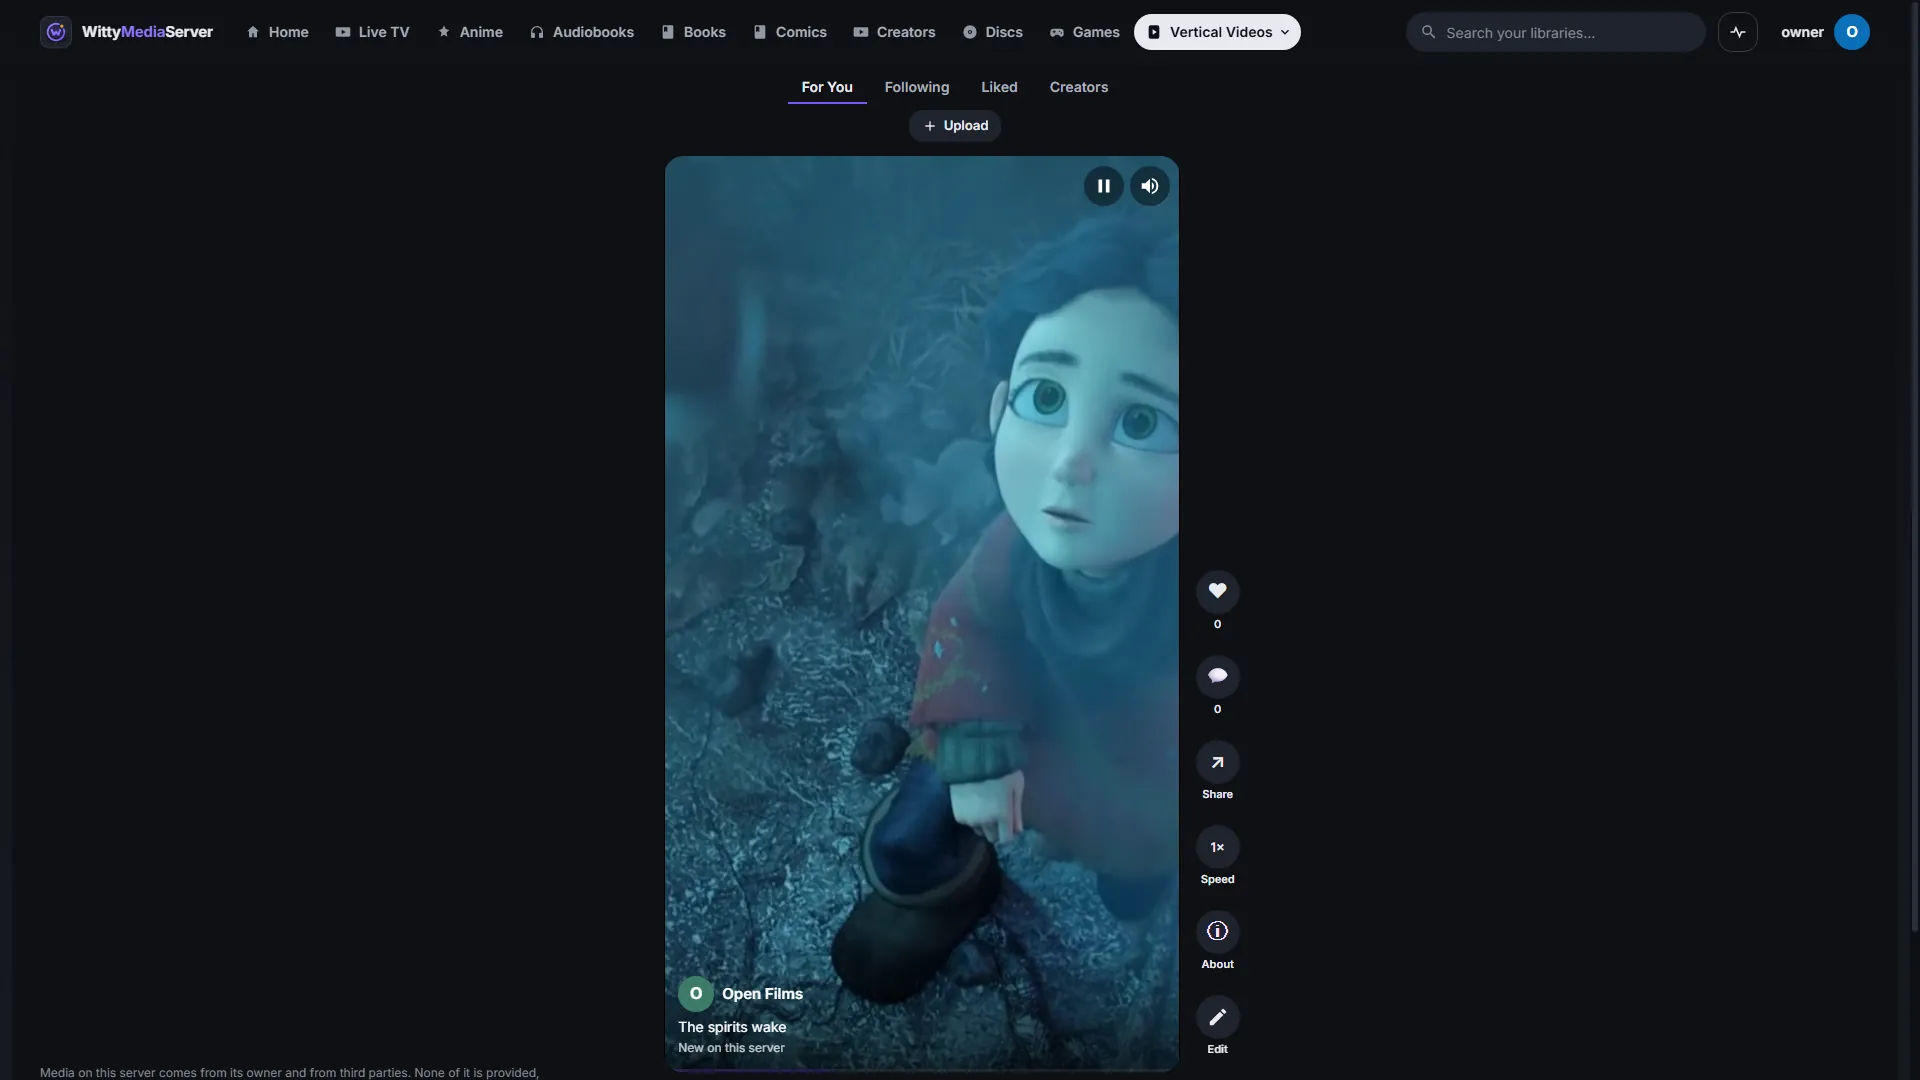 WittyMediaServer
Home
Live TV
Anime
Audiobooks
Books
Comics
Creators
Discs
Games
Vertical Videos
Search your libraries...
owner
O
For You
Following
Liked
Creators
Upload
0
0
Share
1×
Speed
About
Edit
O
Open Films
The spirits wake
New on this server
Media on this server comes from its owner and from third parties. None of it is provided,